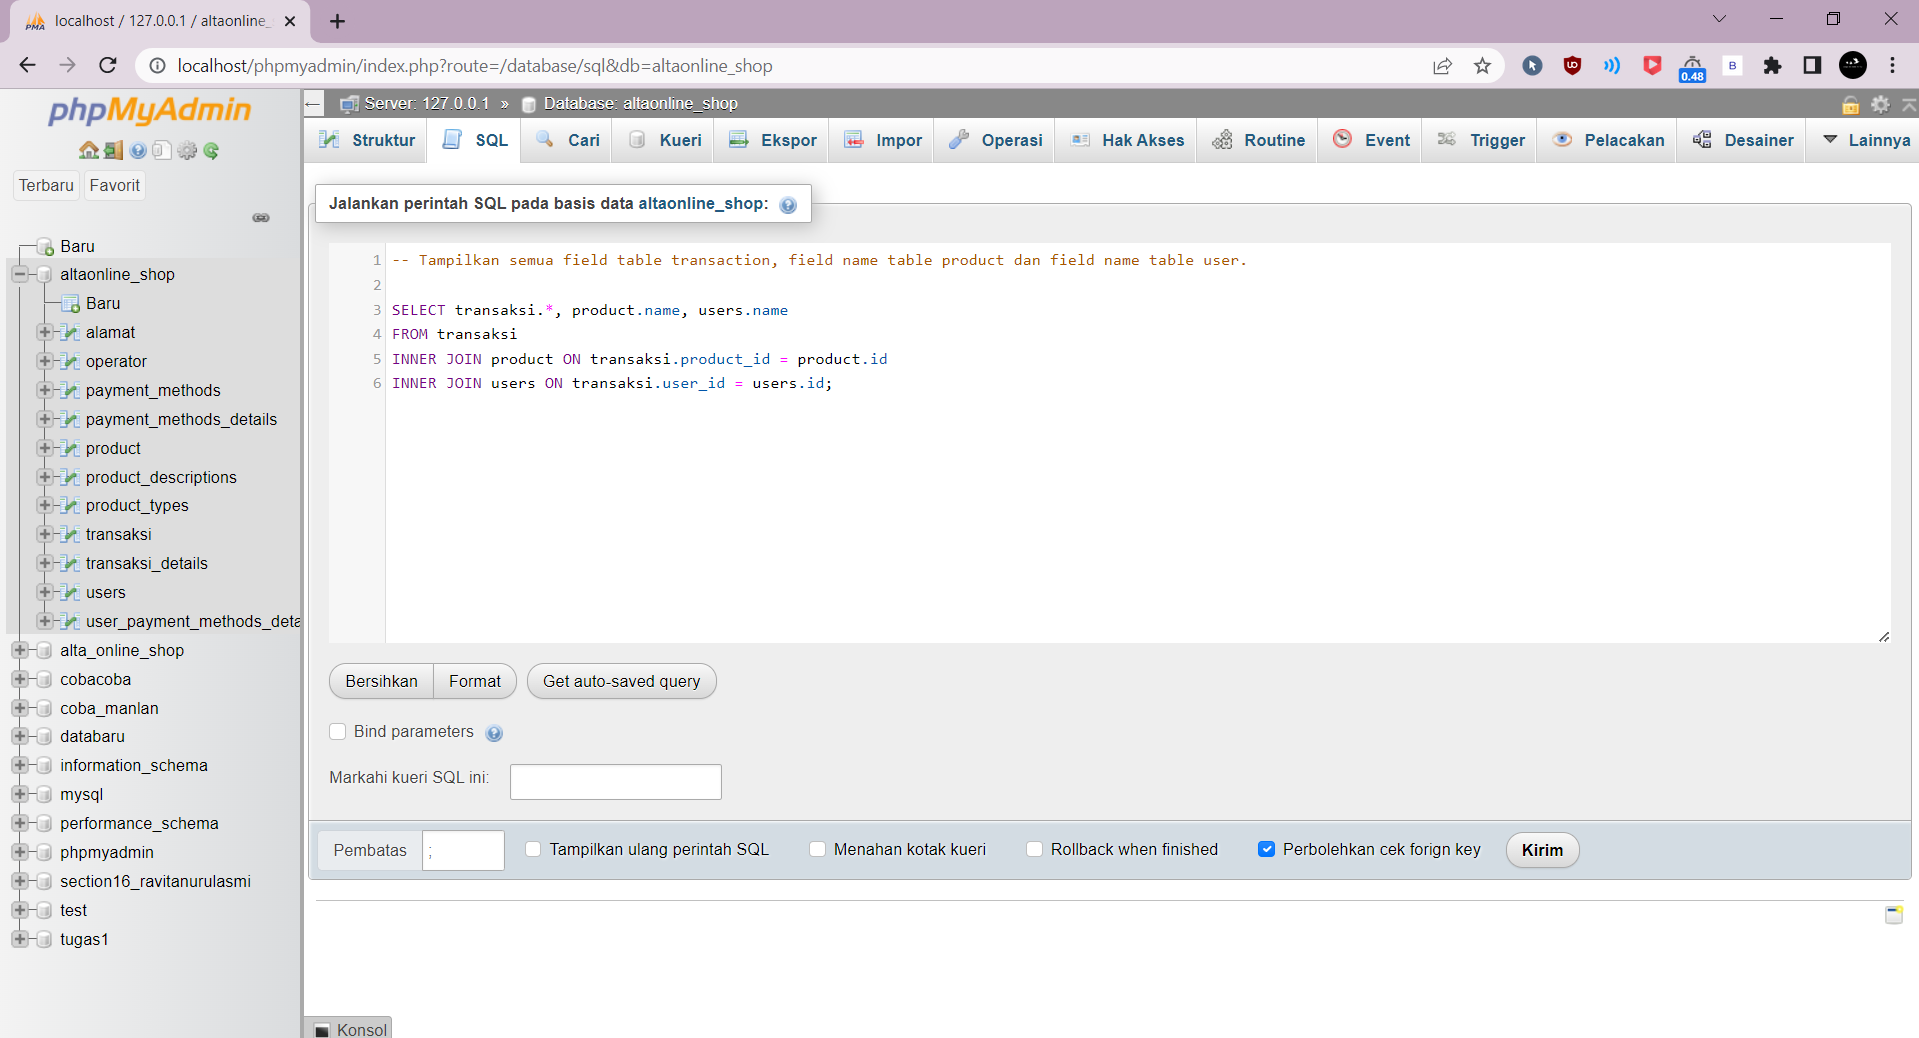 localhost / 127.0.0.1 / altaonline_
localhost/phpmyadmin/index.php?route=/database/sql&db=altaonline_shop
0.48
B
phpMyAdmin
Terbaru
Favorit
Baru
altaonline_shop
Baru
alamat
operator
payment_methods
payment_methods_details
product
product_descriptions
product_types
transaksi
transaksi_details
users
user_payment_methods_deta
alta_online_shop
cobacoba
coba_manlan
databaru
information_schema
mysql
performance_schema
phpmyadmin
section16_ravitanurulasmi
test
tugas1
Server: 127.0.0.1 » Database: altaonline_shop
Struktur SQL Cari Kueri Ekspor Impor Operasi Hak Akses Routine Event Trigger Pelacakan Desainer Lainnya
Jalankan perintah SQL pada basis data altaonline_shop:
1 -- Tampilkan semua field table transaction, field name table product dan field name table user.
2
3 SELECT transaksi.*, product.name, users.name
4 FROM transaksi
5 INNER JOIN product ON transaksi.product_id = product.id
6 INNER JOIN users ON transaksi.user_id = users.id;
Bersihkan Format Get auto-saved query
Bind parameters
Markahi kueri SQL ini:
Pembatas ; Tampilkan ulang perintah SQL Menahan kotak kueri Rollback when finished Perbolehkan cek forign key Kirim
Konsol